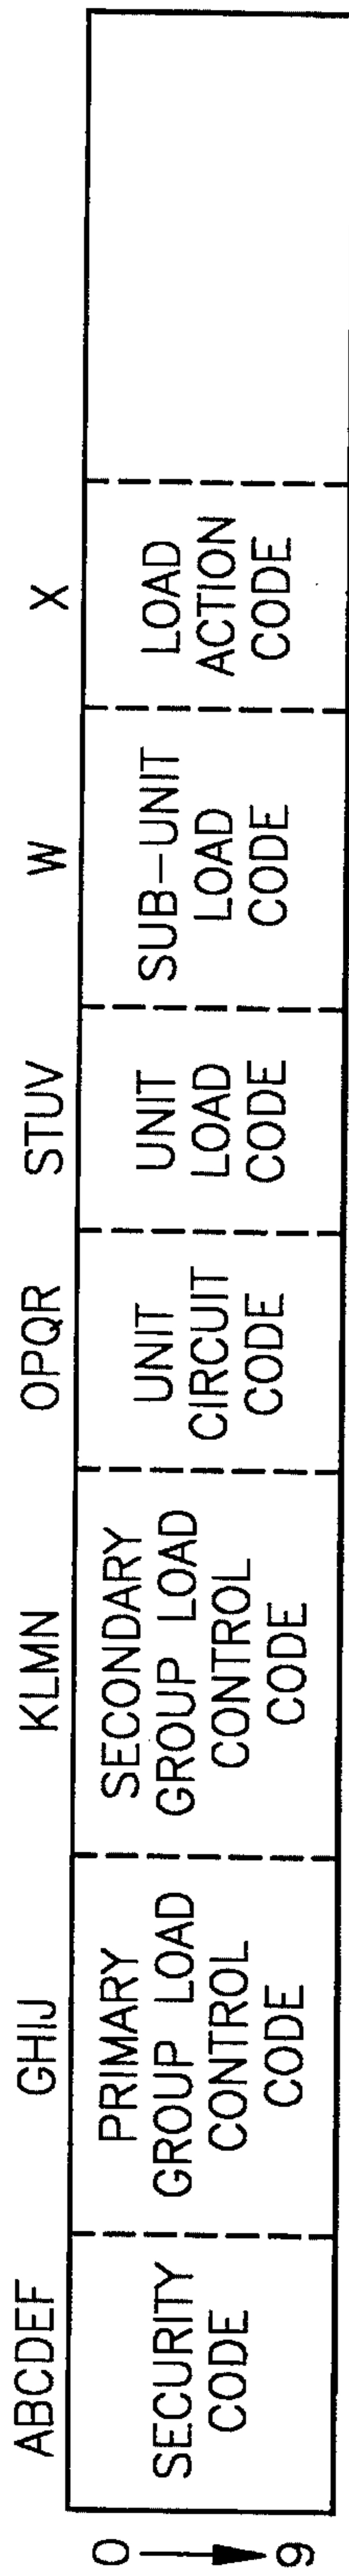 ABCDEF
GHIJ
KLMN
OPQR
STUV
W
X
0
9
SECURITY
CODE
PRIMARY
GROUP LOAD
CONTROL
CODE
SECONDARY
GROUP LOAD
CONTROL
CODE
UNIT
CIRCUIT
CODE
UNIT
LOAD
CODE
SUB-UNIT
LOAD
CODE
LOAD
ACTION
CODE